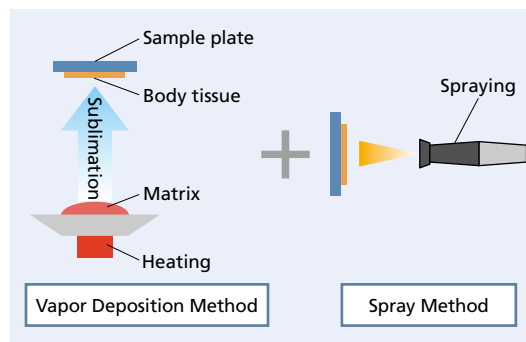 Sample plate
Body tissue
Spraying
Sublimation
Matrix
Heating
Vapor Deposition Method
Spray Method